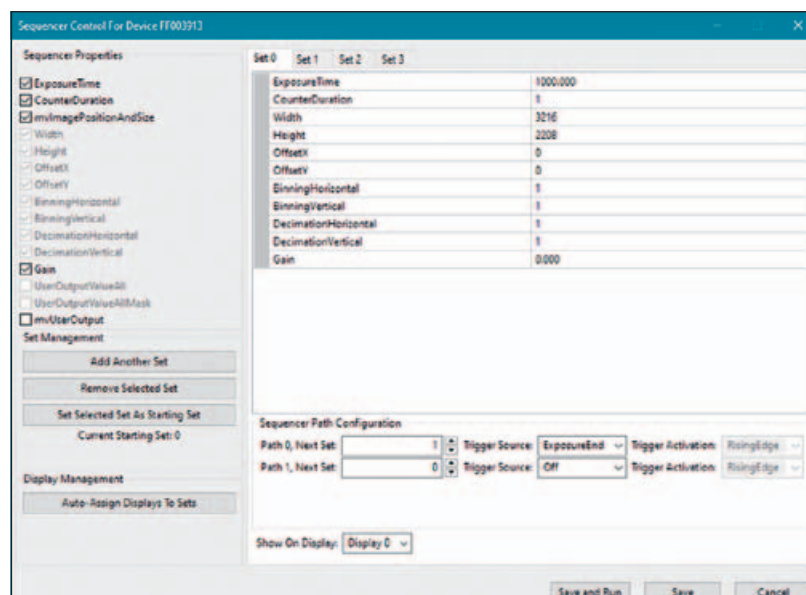 Sequencer Control For Device FF003913
Sequencer Properties
ExposureTime
CounterDuration
mvImagePositionAndSize
Width
Height
OffsetX
OffsetY
BinningHorizontal
BinningVertical
DecimationHorizontal
DecimationVertical
Gain
UserOutputValueAll
UserOutputValueAllMask
mvUserOutput
Set Management
Add Another Set
Remove Selected Set
Set Selected Set As Starting Set
Current Starting Set: 0
Display Management
Auto-Assign Displays To Sets
Set 0 Set 1 Set 2 Set 3
ExposureTime 1000.000
CounterDuration 1
Width 3216
Height 2208
OffsetX 0
OffsetY 0
BinningHorizontal 1
BinningVertical 1
DecimationHorizontal 1
DecimationVertical 1
Gain 0.000
Sequencer Path Configuration
Path 0, Next Set: 1 Trigger Source: ExposureEnd Trigger Activation: RisingEdge
Path 1, Next Set: 0 Trigger Source: Off Trigger Activation: RisingEdge
Show On Display: Display 0
Save and Run Save Cancel